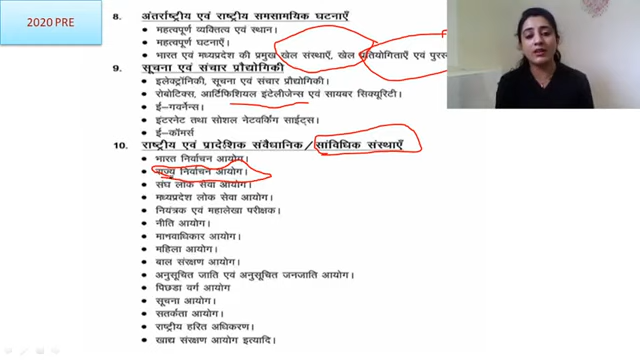 2020 PRE
8. अंतर्राष्ट्रीय एवं राष्ट्रीय समसामयिक घटनाएँ
• महत्वपूर्ण व्यक्तित्व एवं स्थान।
• महत्वपूर्ण घटनाएँ।
• भारत एवं मध्यप्रदेश की प्रमुख खेल संस्थाएँ, खेल प्रतियोगिताएँ एवं
9. सूचना एवं संचार प्रौद्योगिकी
• इलेक्ट्रॉनिकी, सूचना एवं संचार प्रौद्योगिकी।
• रोबोटिक्स, आर्टिफिशियल इंटेलीजेन्स एवं सायबर सिक्यूरिटी।
• ई-गवर्नेन्स।
• इंटरनेट तथा सोशल नेटवर्किंग साईट्स।
• ई-कॉमर्स
10. राष्ट्रीय एवं प्रादेशिक संवैधानिक/सांविधिक संस्थाएँ
• भारत निर्वाचन आयोग।
• राज्य निर्वाचन आयोग।
• संघ लोक सेवा आयोग।
• मध्यप्रदेश लोक सेवा आयोग।
• नियंत्रक एवं महालेखा परीक्षक।
• नीति आयोग।
• मानवाधिकार आयोग।
• महिला आयोग।
• बाल संरक्षण आयोग।
• अनुसूचित जाति एवं अनुसूचित जनजाति आयोग।
• पिछडा वर्ग आयोग
• सूचना आयोग।
• सतर्कता आयोग।
• राष्ट्रीय हरित अधिकरण।
• खाद्य संरक्षण आयोग इत्यादि।